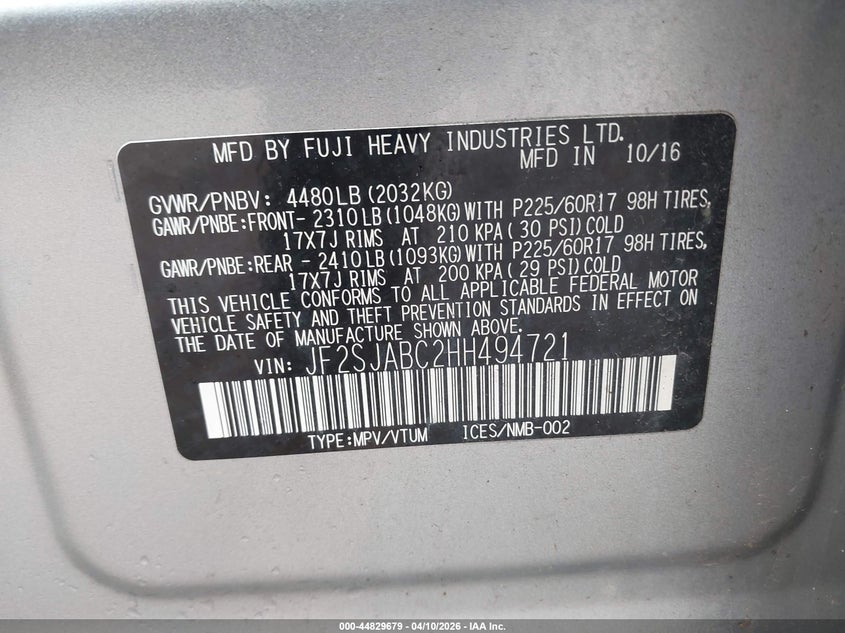 MFD BY FUJI HEAVY INDUSTRIES LTD.
MFD IN 10/16
GVWR/PNBV: 4480LB(2032KG)
GAWR/PNBE:FRONT- 2310LB(1048KG)WITH P225/60R17 98H TIRES,
17X7J RIMS AT 210 KPA( 30 PSI)COLD
GAWR/PNBE:REAR - 2410LB(1093KG)WITH P225/60R17 98H TIRES,
17X7J RIMS AT 200 KPA( 29 PSI)COLD
THIS VEHICLE CONFORMS TO ALL APPLICABLE FEDERAL MOTOR
VEHICLE SAFETY AND THEFT PREVENTION STANDARDS IN EFFECT ON
THE DATE OF MANUFACTURE SHOWN ABOVE.
VIN: JF2SJABC2HH494721
TYPE:MPV/VTUM ICES/NMB-002
000-44829679 - 04/10/2026 - IAA Inc.